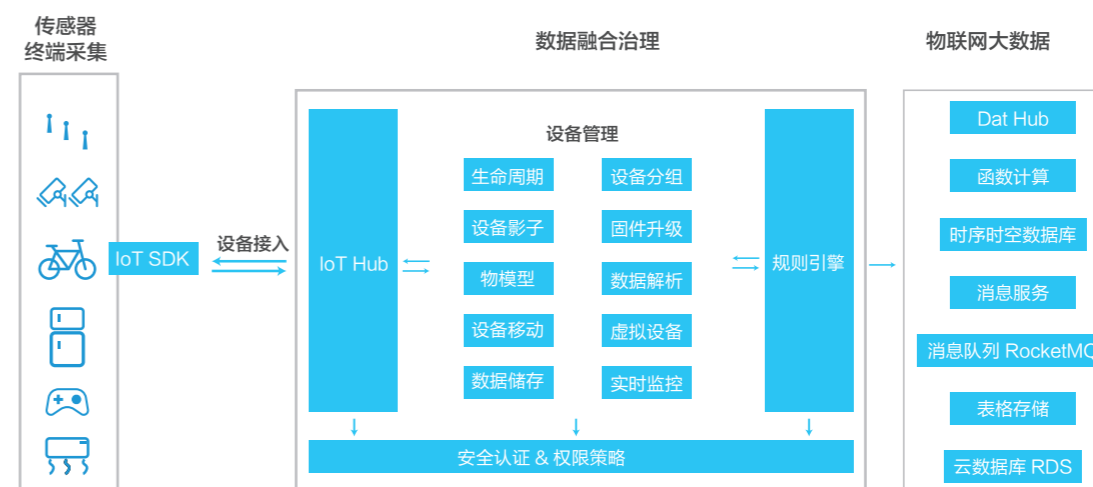 传感器
终端采集
数据融合治理
物联网大数据
IoT SDK
设备接入
IoT Hub
设备管理
生命周期
设备分组
设备影子
固件升级
物模型
数据解析
设备移动
虚拟设备
数据储存
实时监控
规则引擎
安全认证 & 权限策略
Dat Hub
函数计算
时序时空数据库
消息服务
消息队列 RocketMQ
表格存储
云数据库 RDS